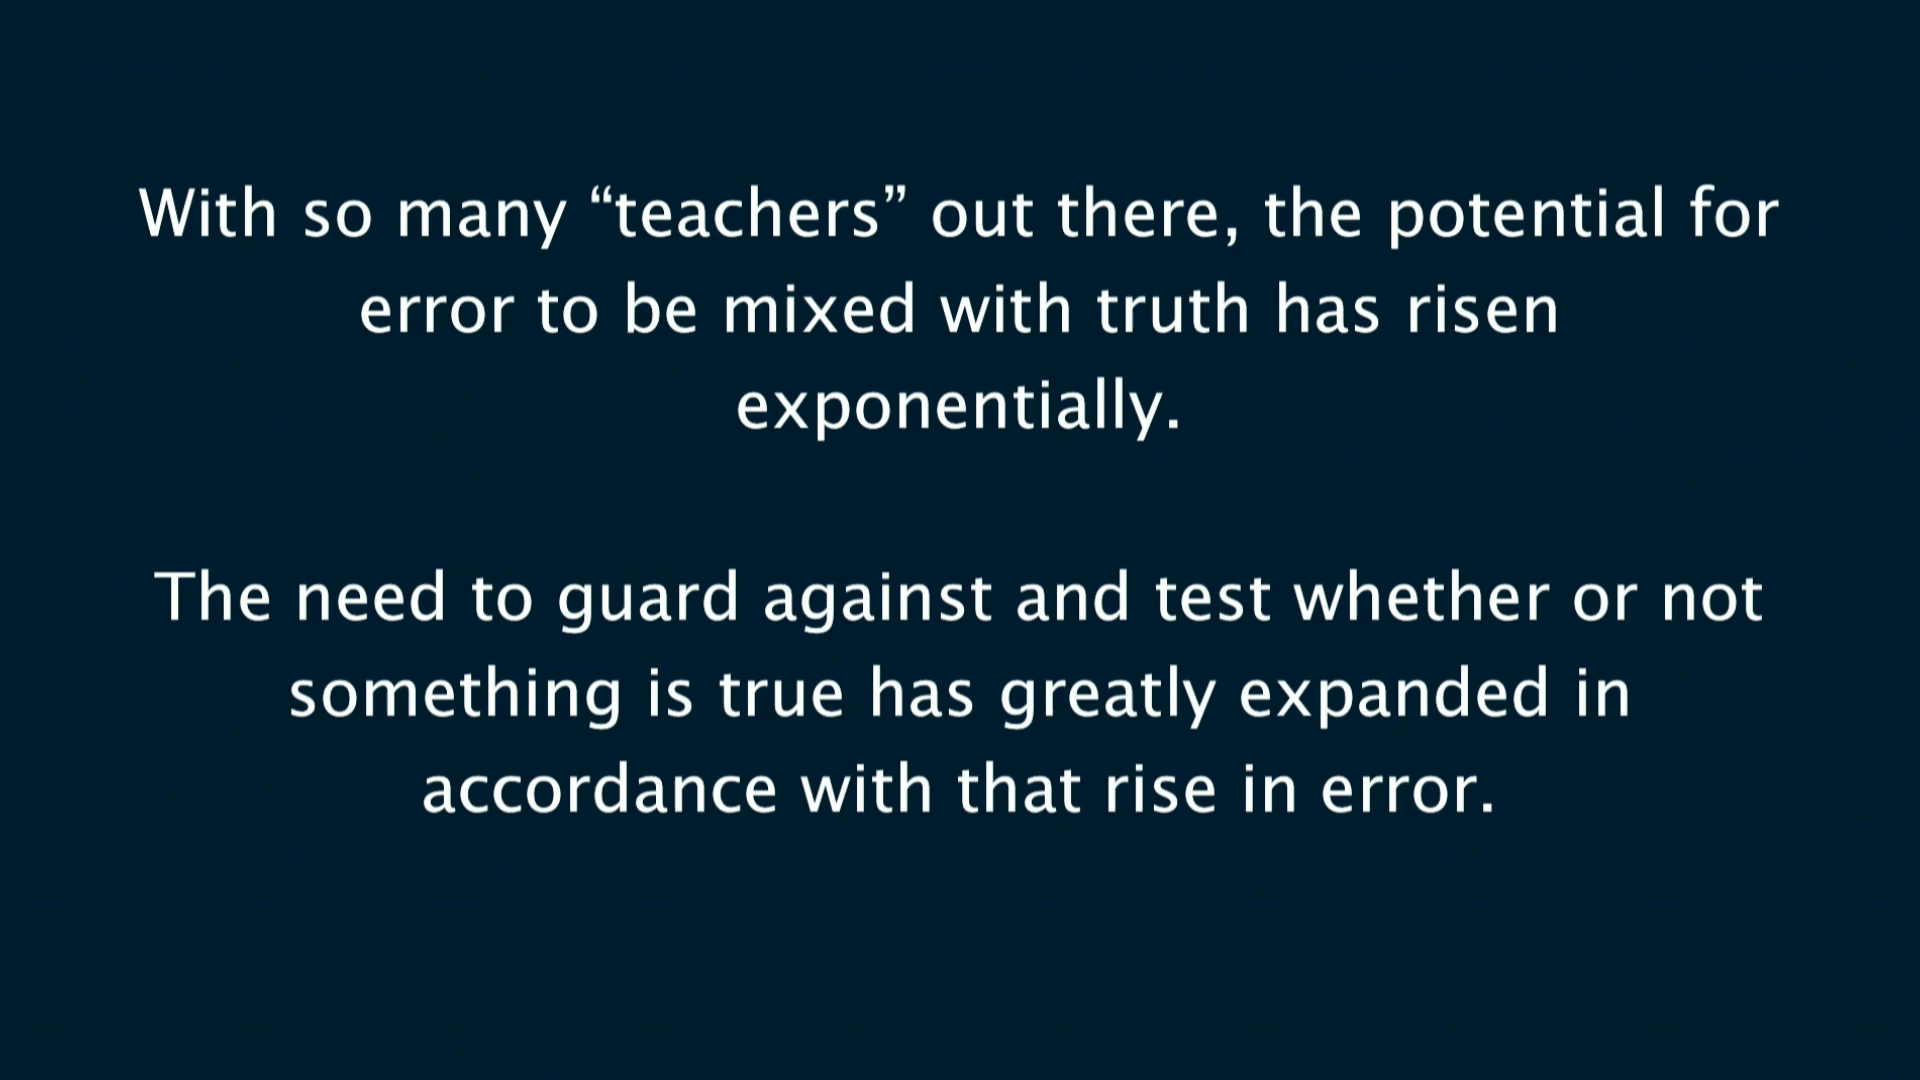 With so many “teachers” out there, the potential for
error to be mixed with truth has risen
exponentially.
The need to guard against and test whether or not
something is true has greatly expanded in
accordance with that rise in error.